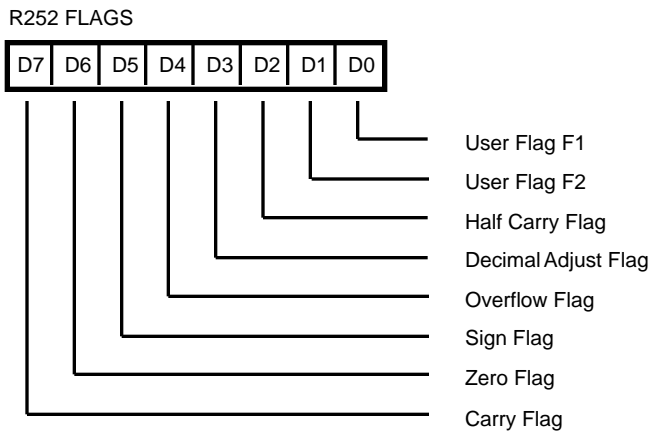 R252 FLAGS
D7 D6 D5 D4 D3 D2 D1 D0
User Flag F1
User Flag F2
Half Carry Flag
Decimal Adjust Flag
Overflow Flag
Sign Flag
Zero Flag
Carry Flag